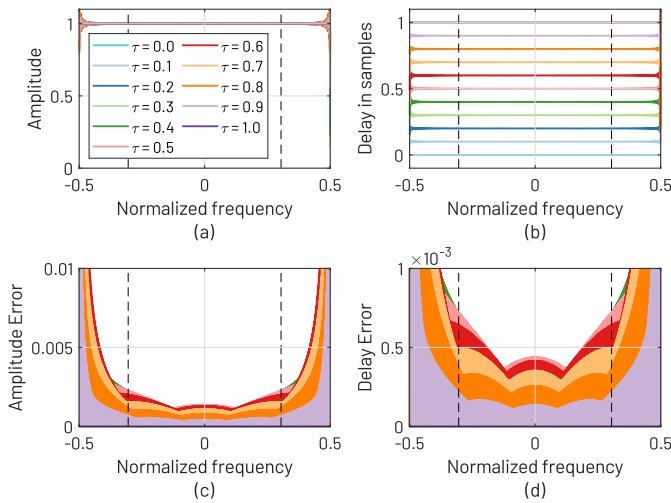 1
0.5
0
Amplitude
τ = 0.0
τ = 0.1
τ = 0.2
τ = 0.3
τ = 0.4
τ = 0.5
τ = 0.6
τ = 0.7
τ = 0.8
τ = 0.9
τ = 1.0
-0.5 0 0.5
Normalized frequency
(a)
1
0.5
0
Delay in samples
-0.5 0 0.5
Normalized frequency
(b)
0.01
0.005
0
Amplitude Error
-0.5 0 0.5
Normalized frequency
(c)
×10⁻³
1
0.5
0
Delay Error
-0.5 0 0.5
Normalized frequency
(d)